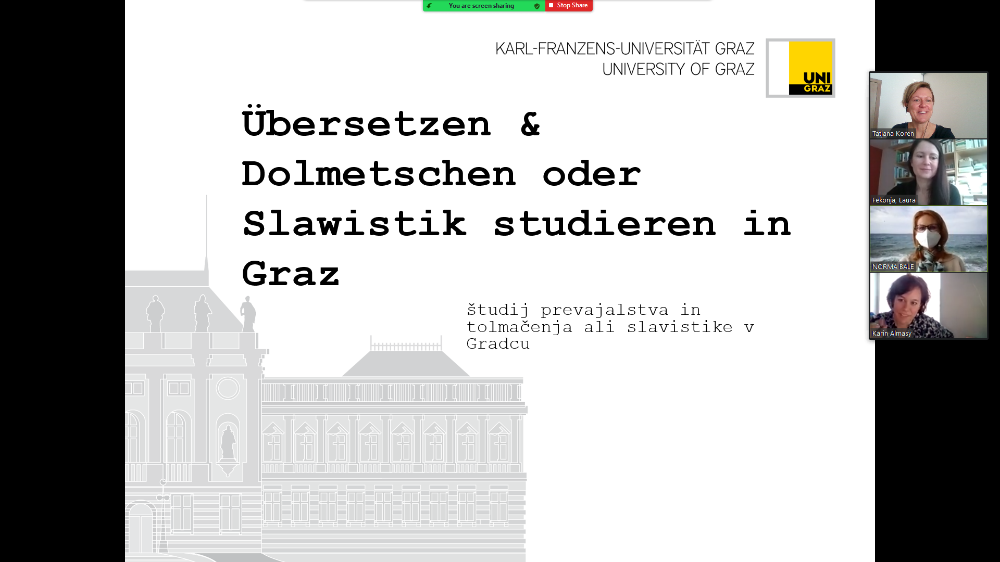 You are screen sharing
Stop Share
KARL-FRANZENS-UNIVERSITÄT GRAZ
UNIVERSITY OF GRAZ
UNI
GRAZ
Übersetzen &
Dolmetschen oder
Slawistik studieren in
Graz
študij prevajalstva in
tolmačenja ali slavistike v
Gradcu
Tatjana Koren
Fekonja, Laura
NORMA BALE
Karin Almasy